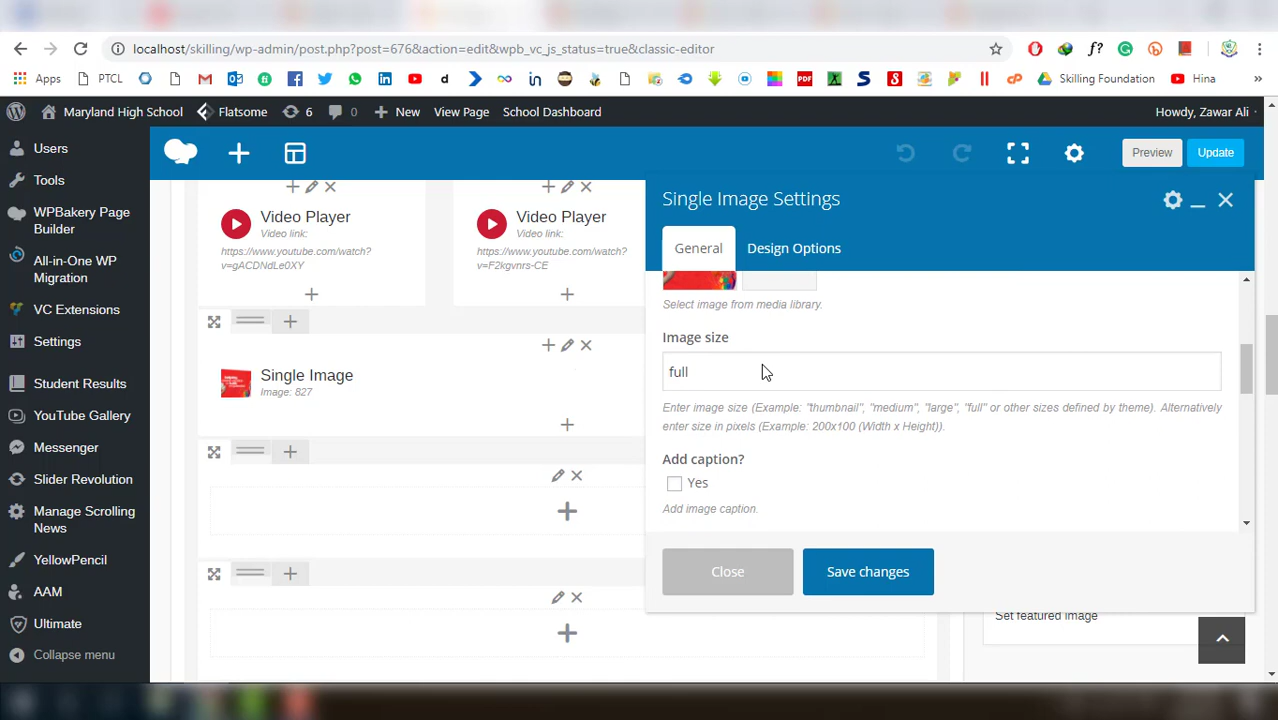 localhost/skilling/wp-admin/post.php?post=676&action=edit&wpb_vc_js_status=true&classic-editor
Apps
PTCL
Skilling Foundation
Hina
Maryland High School
Flatsome
6
0
New
View Page
School Dashboard
Howdy, Zawar Ali
Users
Tools
WPBakery Page
Builder
All-in-One WP
Migration
VC Extensions
Settings
Student Results
YouTube Gallery
Messenger
Slider Revolution
Manage Scrolling
News
YellowPencil
AAM
Ultimate
Collapse menu
Preview
Update
Video Player
Video link:
https://www.youtube.com/watch?
v=gACDNdLe0XY
Video Player
Video link:
https://www.youtube.com/watch?
v=F2kgvnrs-CE
Single Image
Image: 827
Single Image Settings
General
Design Options
Select image from media library.
Image size
full
Enter image size (Example: "thumbnail", "medium", "large", "full" or other sizes defined by theme). Alternatively
enter size in pixels (Example: 200x100 (Width x Height)).
Add caption?
Yes
Add image caption.
Close
Save changes
Set featured image